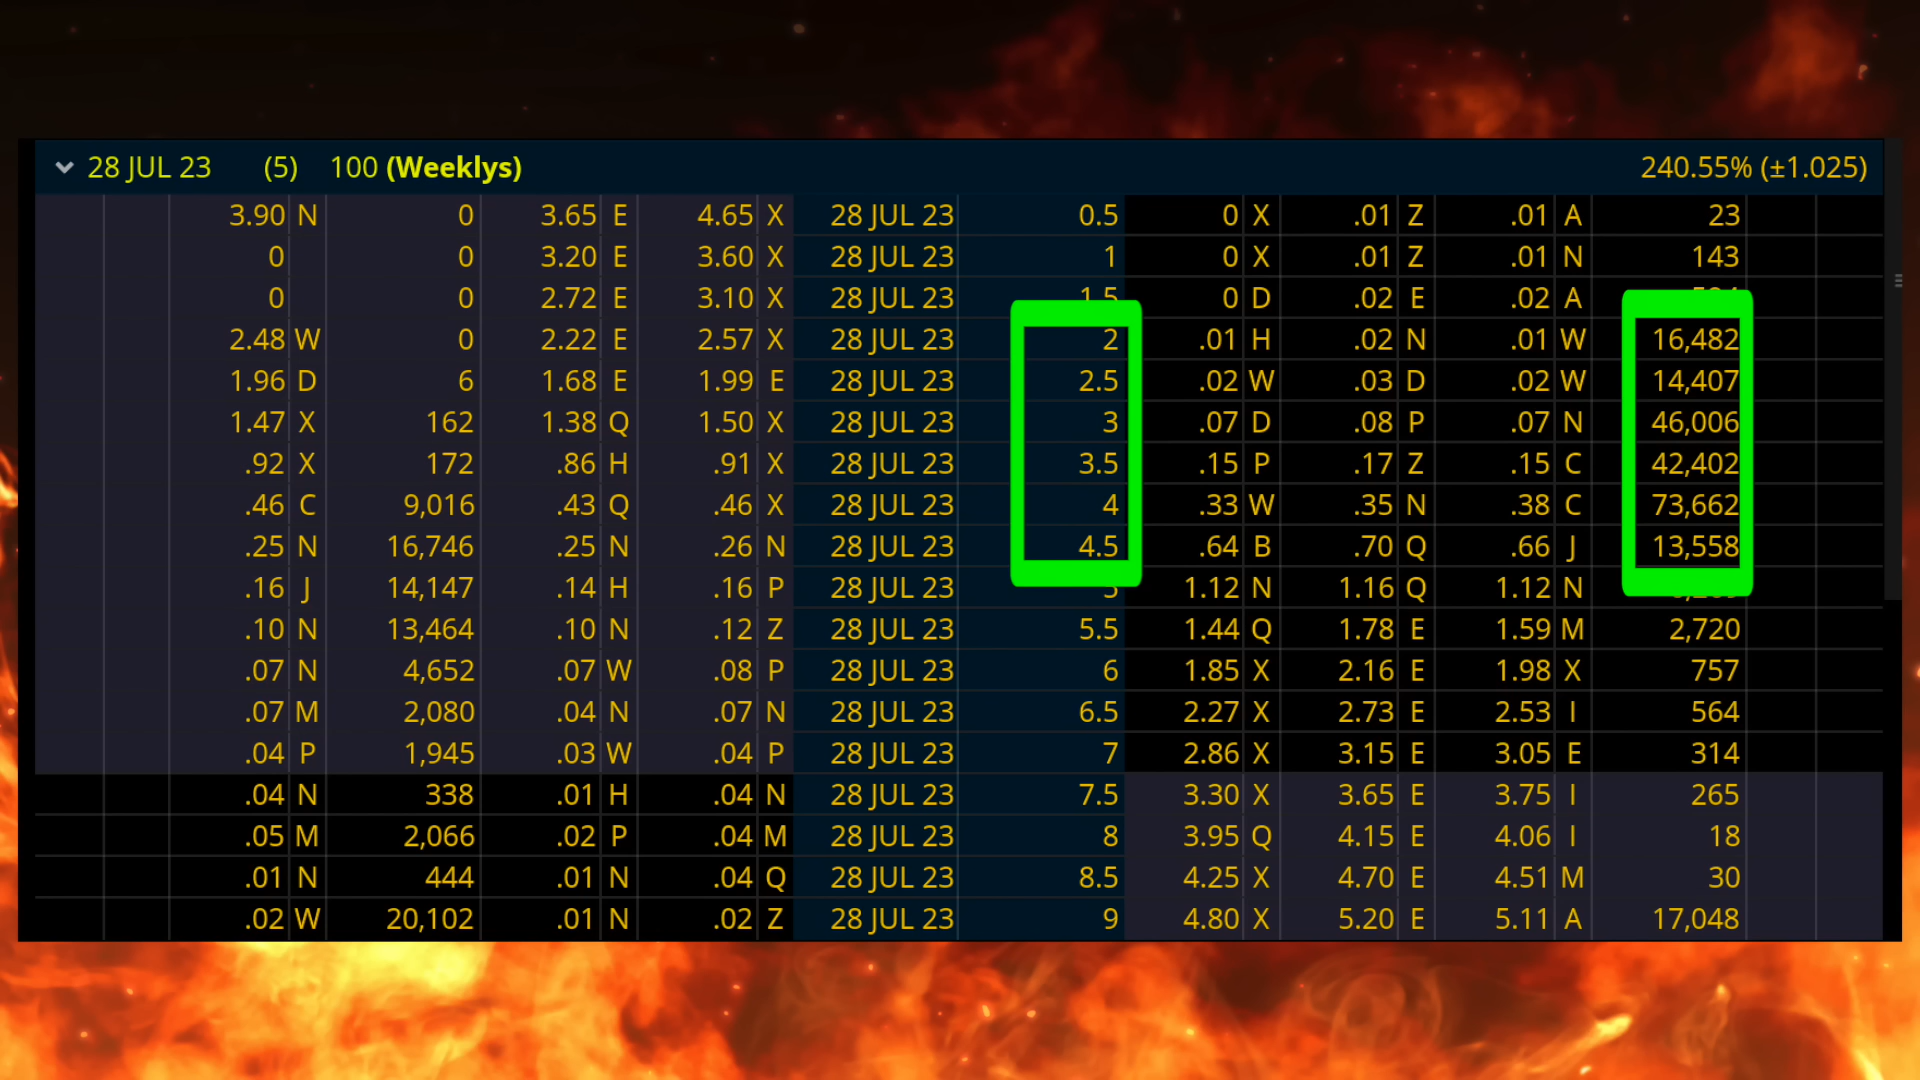 28 JUL 23 (5) 100 (Weeklys) 240.55% (±1.025)
3.90 N 0 3.65 E 4.65 X 28 JUL 23 0.5 0 X .01 Z .01 A 23
0 0 3.20 E 3.60 X 28 JUL 23 1 0 X .01 Z .01 N 143
0 0 2.72 E 3.10 X 28 JUL 23 1.5 0 D .02 E .02 A
2.48 W 0 2.22 E 2.57 X 28 JUL 23 2 .01 H .02 N .01 W 16,482
1.96 D 6 1.68 E 1.99 E 28 JUL 23 2.5 .02 W .03 D .02 W 14,407
1.47 X 162 1.38 Q 1.50 X 28 JUL 23 3 .07 D .08 P .07 N 46,006
.92 X 172 .86 H .91 X 28 JUL 23 3.5 .15 P .17 Z .15 C 42,402
.46 C 9,016 .43 Q .46 X 28 JUL 23 4 .33 W .35 N .38 C 73,662
.25 N 16,746 .25 N .26 N 28 JUL 23 4.5 .64 B .70 Q .66 J 13,558
.16 J 14,147 .14 H .16 P 28 JUL 23 5 1.12 N 1.16 Q 1.12 N
.10 N 13,464 .10 N .12 Z 28 JUL 23 5.5 1.44 Q 1.78 E 1.59 M 2,720
.07 N 4,652 .07 W .08 P 28 JUL 23 6 1.85 X 2.16 E 1.98 X 757
.07 M 2,080 .04 N .07 N 28 JUL 23 6.5 2.27 X 2.73 E 2.53 I 564
.04 P 1,945 .03 W .04 P 28 JUL 23 7 2.86 X 3.15 E 3.05 E 314
.04 N 338 .01 H .04 N 28 JUL 23 7.5 3.30 X 3.65 E 3.75 I 265
.05 M 2,066 .02 P .04 M 28 JUL 23 8 3.95 Q 4.15 E 4.06 I 18
.01 N 444 .01 N .04 Q 28 JUL 23 8.5 4.25 X 4.70 E 4.51 M 30
.02 W 20,102 .01 N .02 Z 28 JUL 23 9 4.80 X 5.20 E 5.11 A 17,048